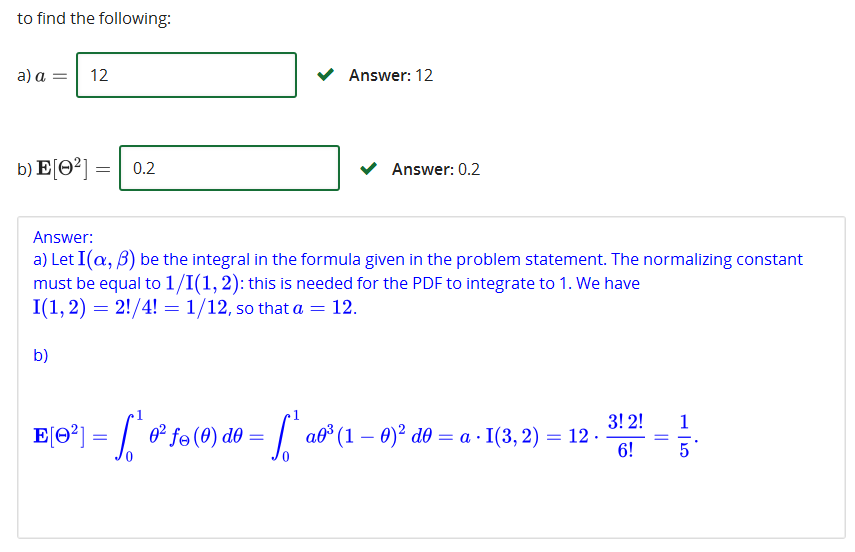 to find the following:
a) a = 12 ✔ Answer: 12
b) E[Θ²] = 0.2 ✔ Answer: 0.2
Answer:
a) Let I(α, β) be the integral in the formula given in the problem statement. The normalizing constant
must be equal to 1/I(1, 2): this is needed for the PDF to integrate to 1. We have
I(1, 2) = 2!/4! = 1/12, so that a = 12.
b)
E[Θ²] = ∫₀¹ θ² f_Θ(θ) dθ = ∫₀¹ aθ³(1 − θ)² dθ = a · I(3, 2) = 12 · 3! 2!/6! = 1/5.